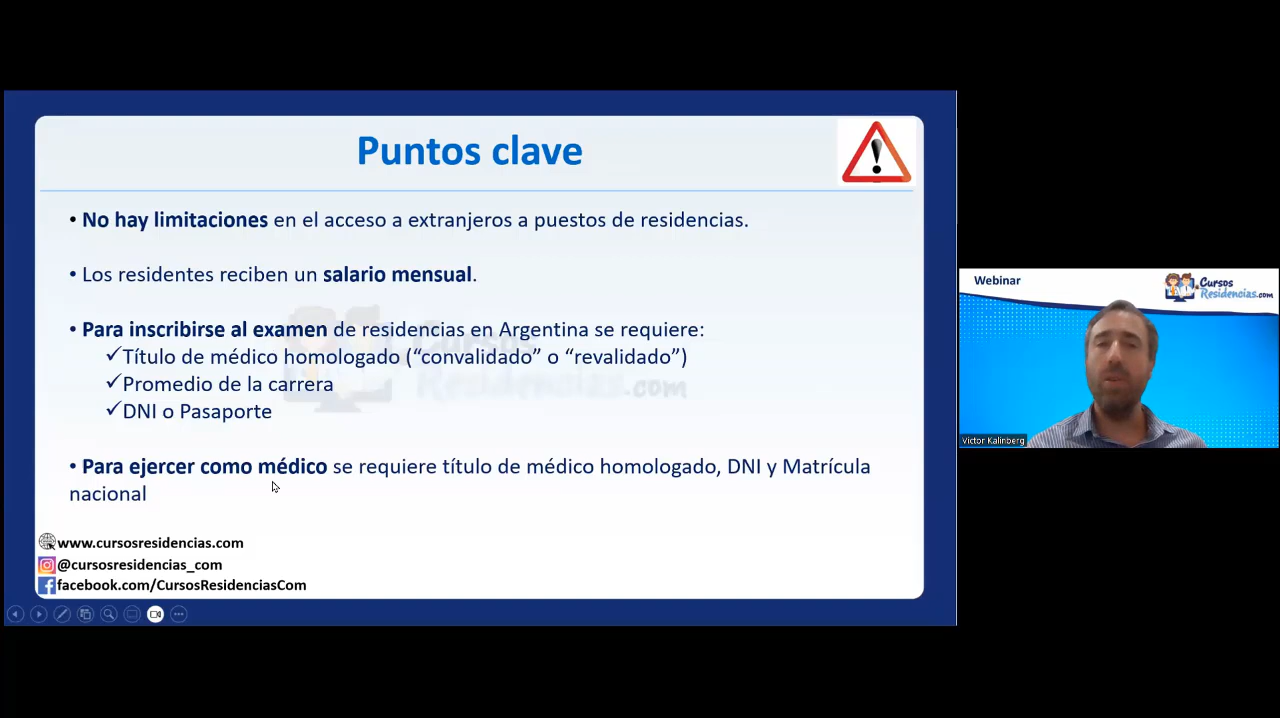 Puntos clave
• No hay limitaciones en el acceso a extranjeros a puestos de residencias.
• Los residentes reciben un salario mensual.
• Para inscribirse al examen de residencias en Argentina se requiere:
✓Título de médico homologado (“convalidado” o “revalidado”)
✓Promedio de la carrera
✓DNI o Pasaporte
• Para ejercer como médico se requiere título de médico homologado, DNI y Matrícula
nacional
Cursos
Residencias.com
www.cursosresidencias.com
@cursosresidencias_com
facebook.com/CursosResidenciasCom
Webinar
Cursos
Residencias.com
Victor Kalinberg